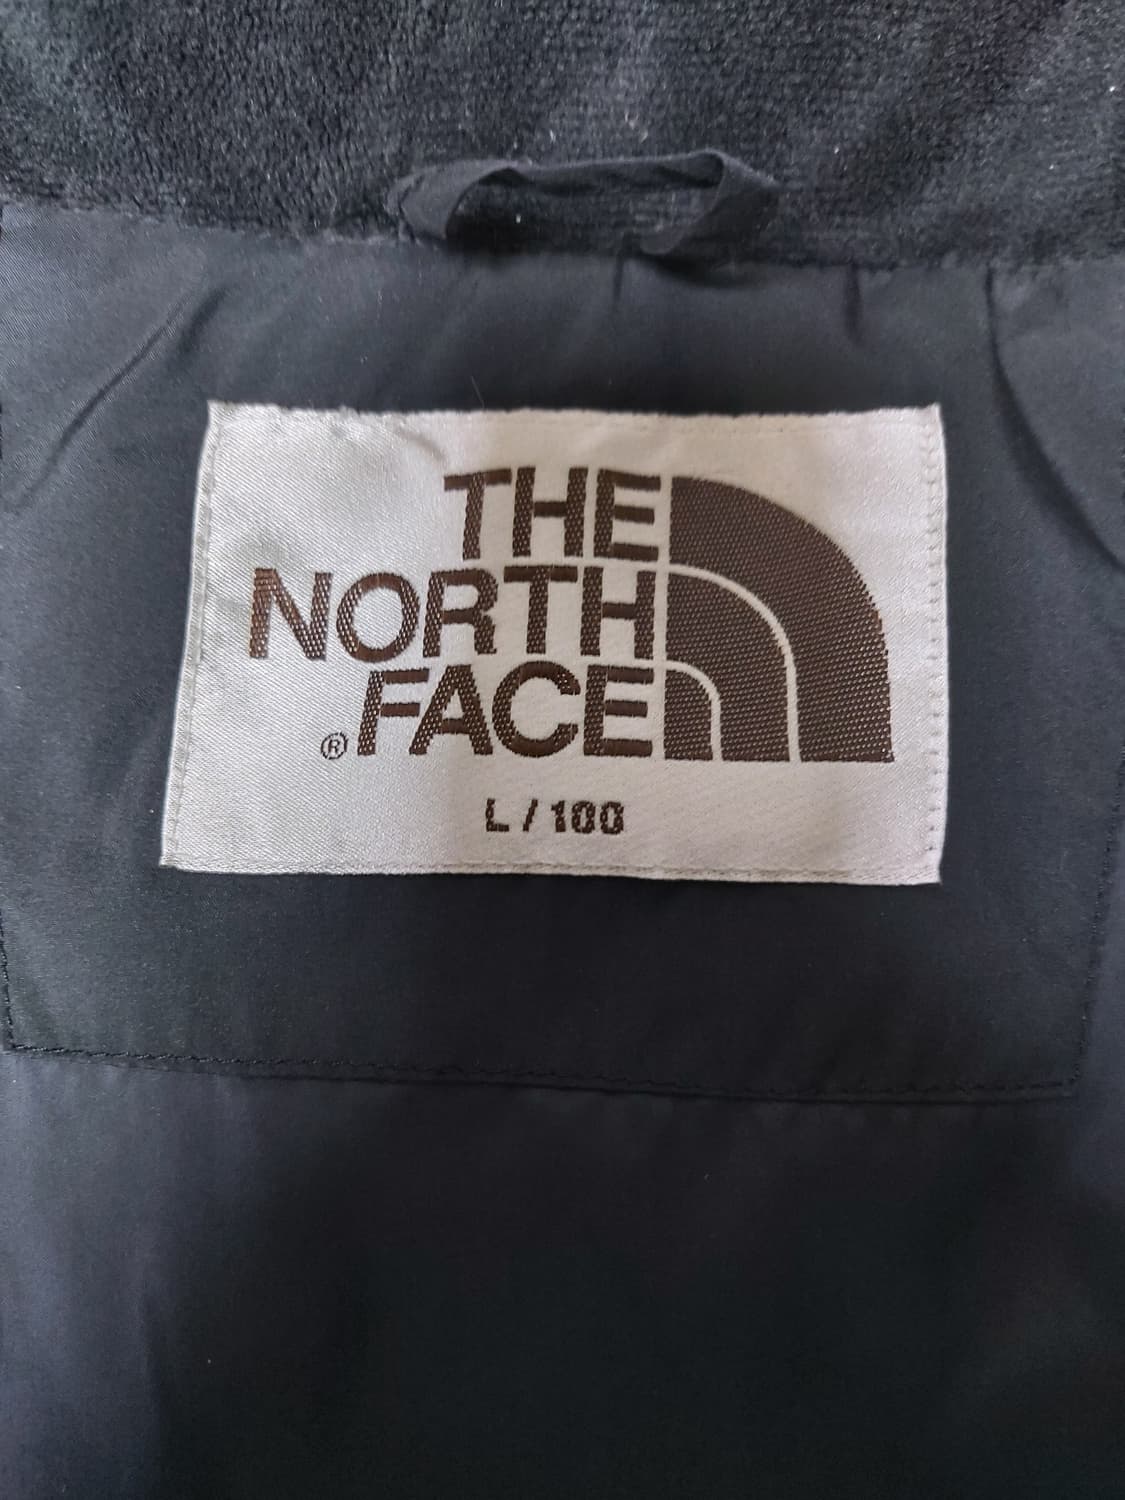 THE
NORTH
® FACE
L / 100